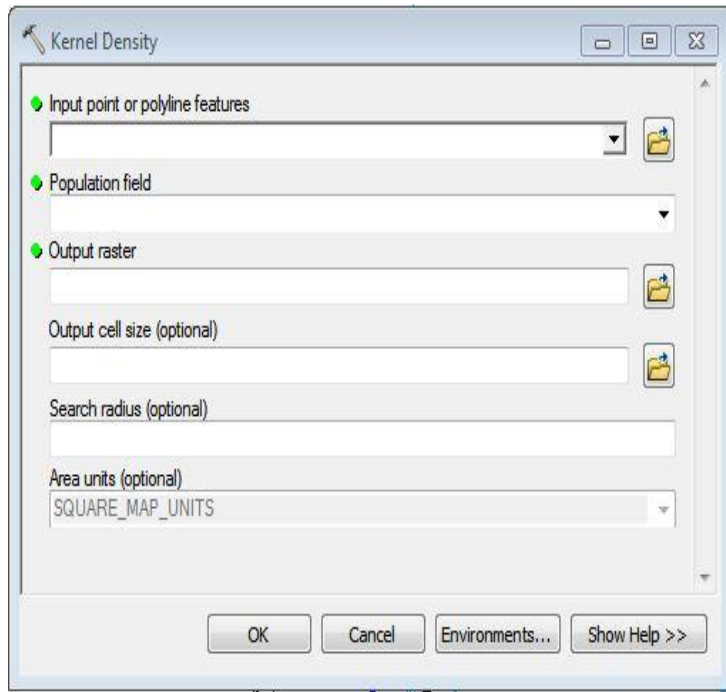 Kernel Density
Input point or polyline features
Population field
Output raster
Output cell size (optional)
Search radius (optional)
Area units (optional)
SQUARE_MAP_UNITS
OK Cancel Environments... Show Help >>